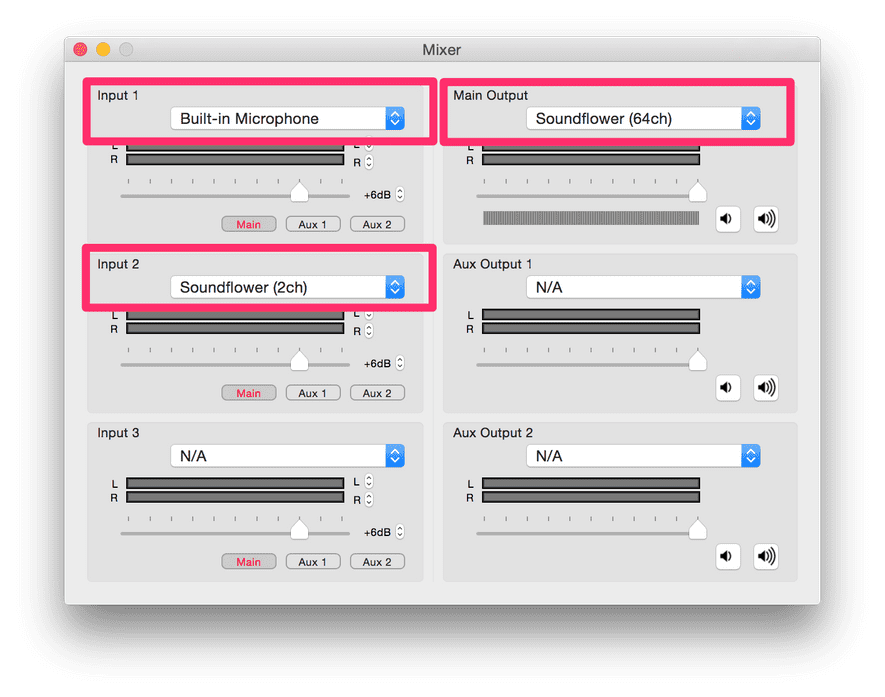 Mixer
Input 1
Built-in Microphone
L
L
R
R
+6dB
Main
Aux 1
Aux 2
Main Output
Soundflower (64ch)
L
R
Input 2
Soundflower (2ch)
L
L
R
R
+6dB
Main
Aux 1
Aux 2
Aux Output 1
N/A
L
R
Input 3
N/A
L
L
R
R
+6dB
Main
Aux 1
Aux 2
Aux Output 2
N/A
L
R